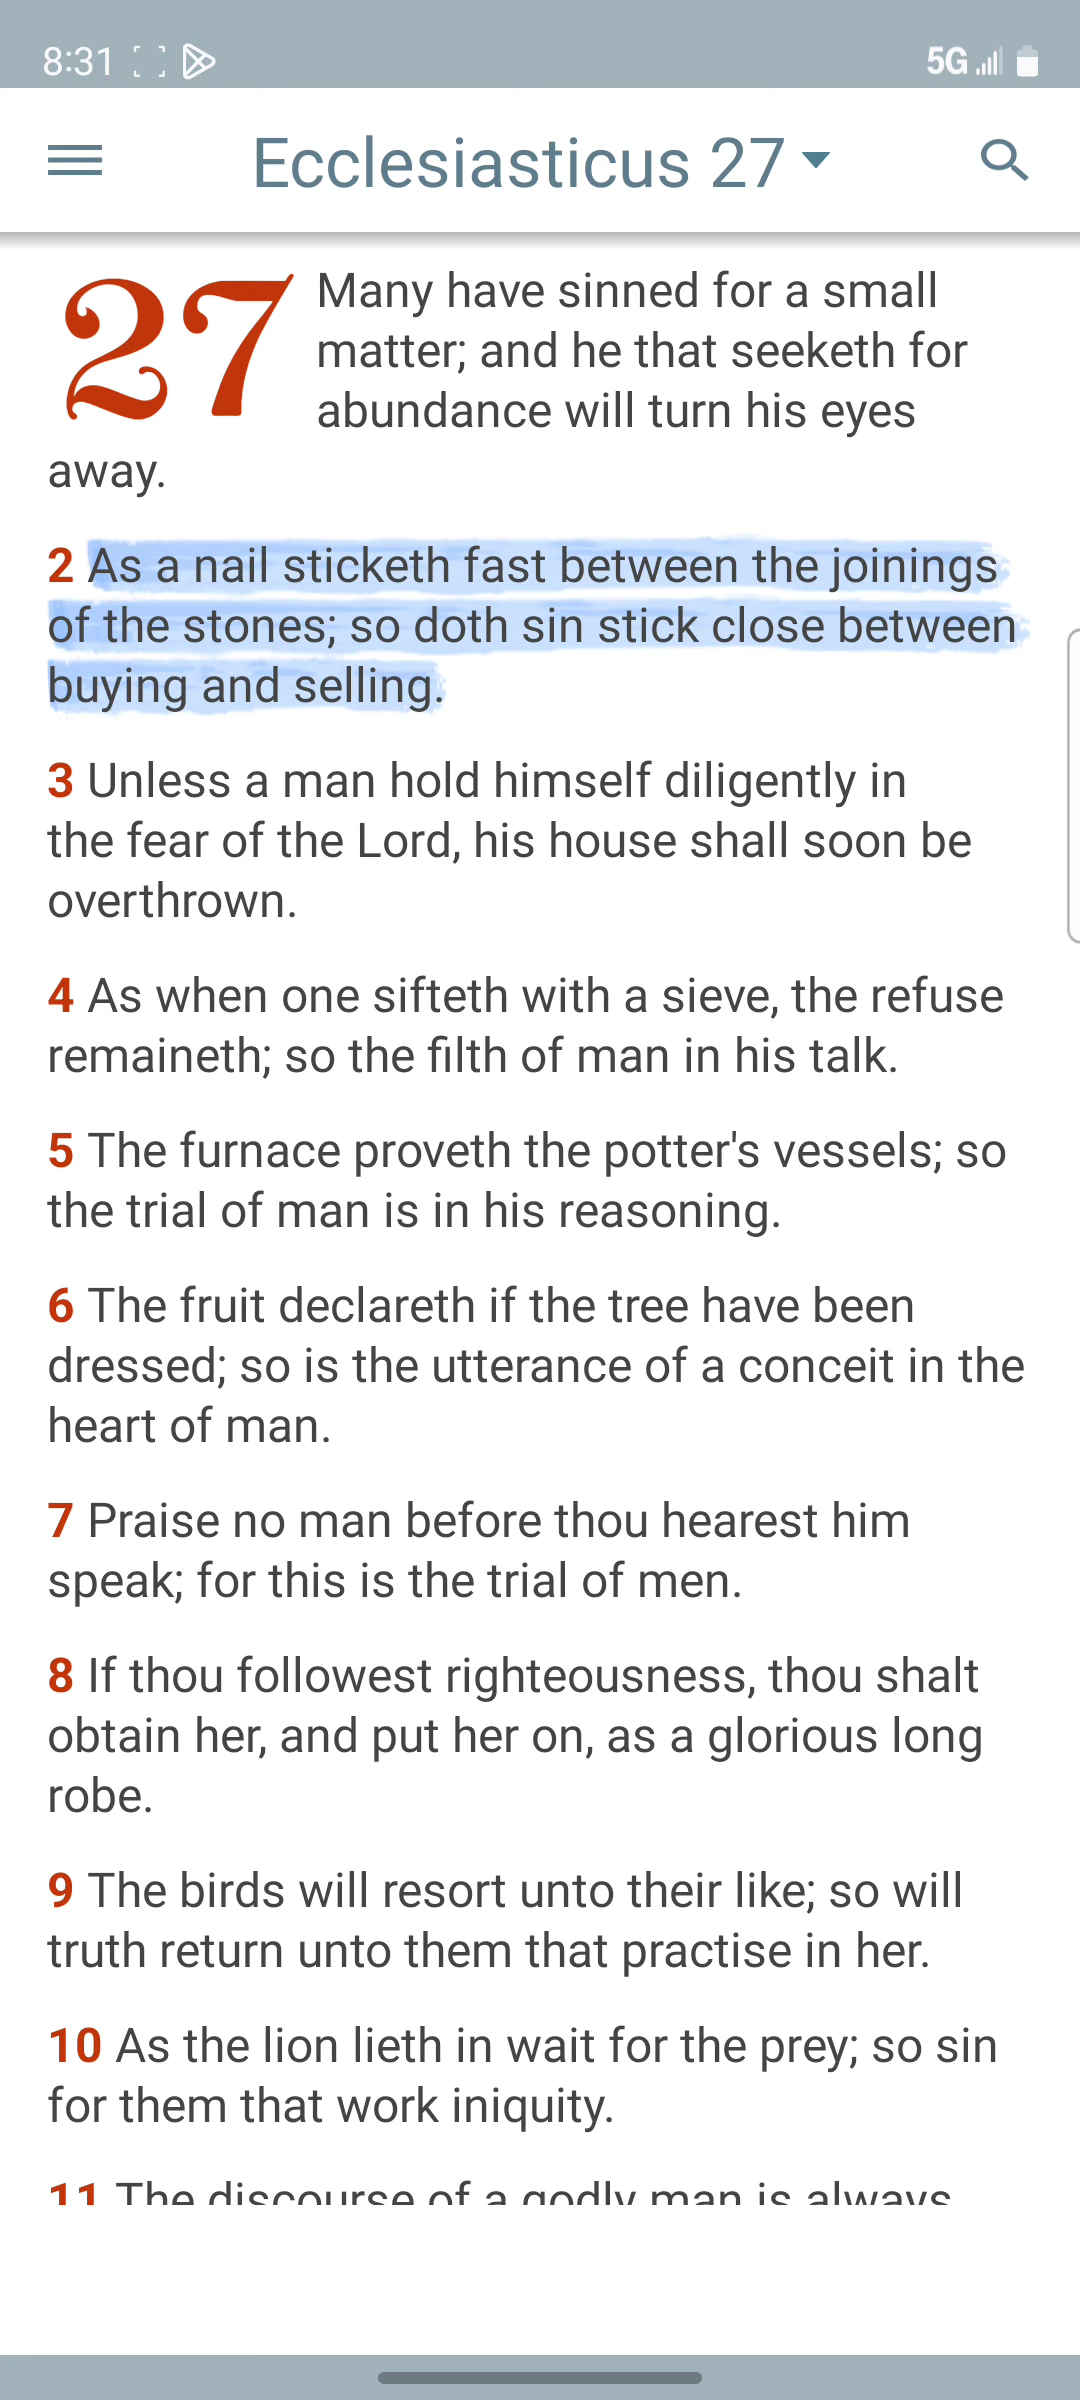 8:31
5G
Ecclesiasticus 27
27 Many have sinned for a small
matter; and he that seeketh for
abundance will turn his eyes
away.
2 As a nail sticketh fast between the joinings
of the stones; so doth sin stick close between
buying and selling.
3 Unless a man hold himself diligently in
the fear of the Lord, his house shall soon be
overthrown.
4 As when one sifteth with a sieve, the refuse
remaineth; so the filth of man in his talk.
5 The furnace proveth the potter's vessels; so
the trial of man is in his reasoning.
6 The fruit declareth if the tree have been
dressed; so is the utterance of a conceit in the
heart of man.
7 Praise no man before thou hearest him
speak; for this is the trial of men.
8 If thou followest righteousness, thou shalt
obtain her, and put her on, as a glorious long
robe.
9 The birds will resort unto their like; so will
truth return unto them that practise in her.
10 As the lion lieth in wait for the prey; so sin
for them that work iniquity.
11 The discourse of a godly man is always